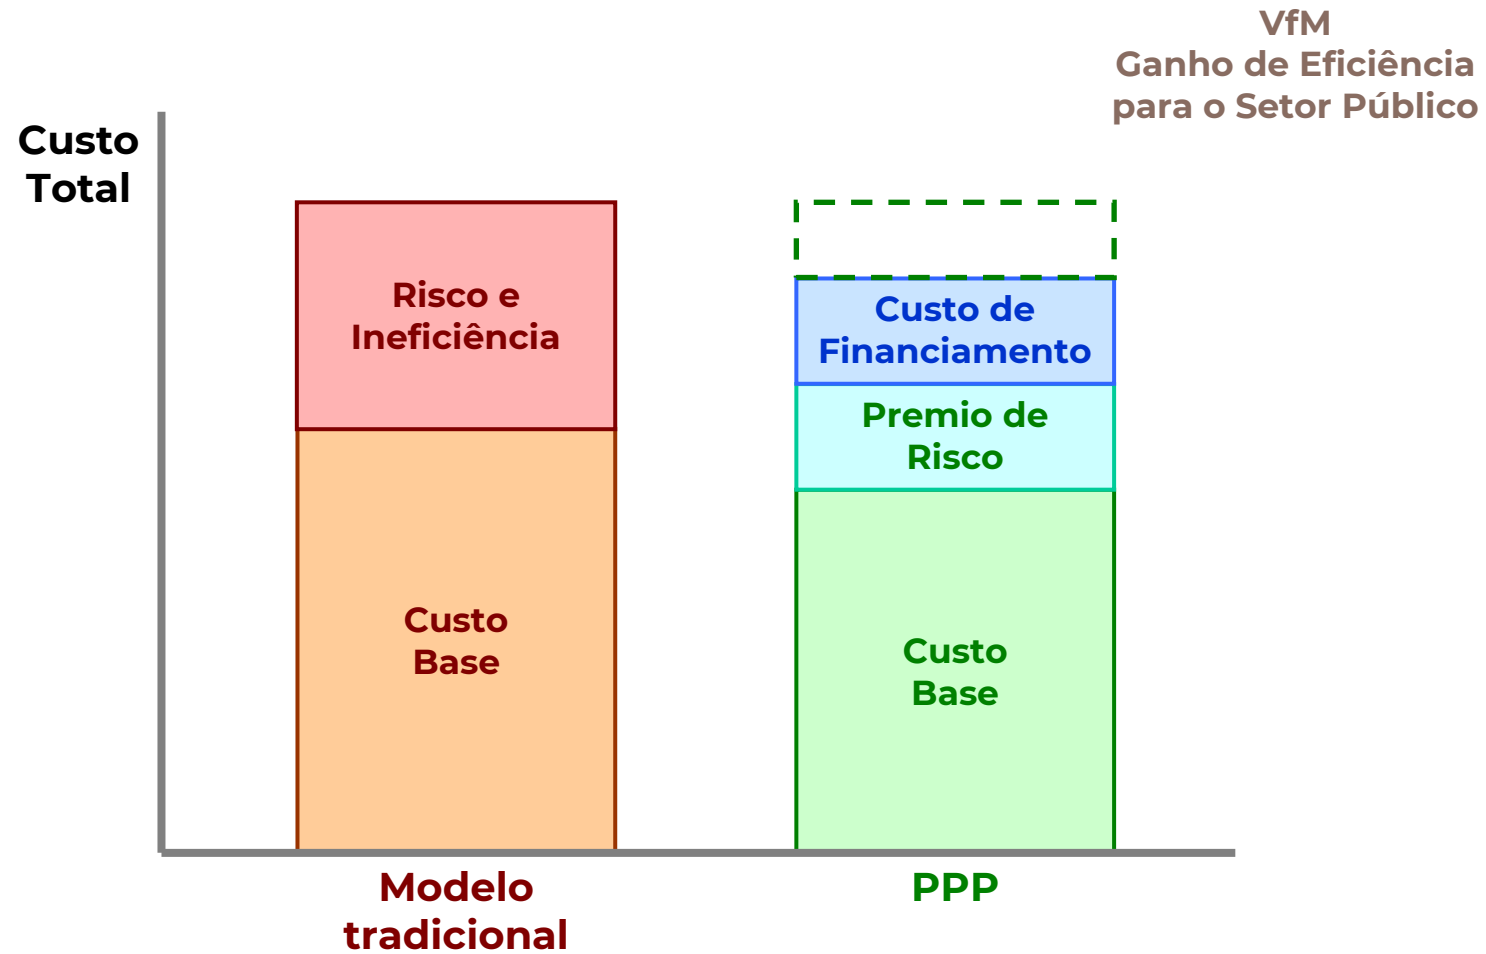 VfM
Ganho de Eficiência
para o Setor Público
Custo
Total
Risco e
Ineficiência
Custo
Base
Custo de
Financiamento
Premio de
Risco
Custo
Base
Modelo
tradicional
PPP